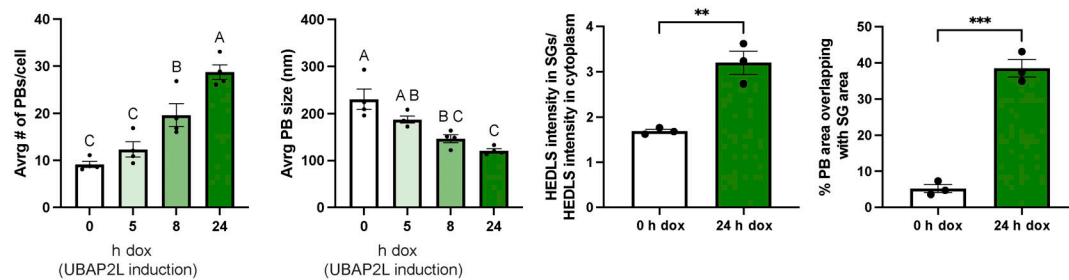 Avrg # of PBs/cell
40
30
20
10
0
C
C
B
A
0
5
8
24
h dox
(UBAP2L induction)
Avrg PB size (nm)
400
300
200
100
0
A
A B
B C
C
0
5
8
24
h dox
(UBAP2L induction)
HEDLS intensity in SGs/
HEDLS intensity in cytoplasm
4
3
2
1
0
**
0 h dox
24 h dox
% PB area overlapping
with SG area
50
40
30
20
10
0
***
0 h dox
24 h dox